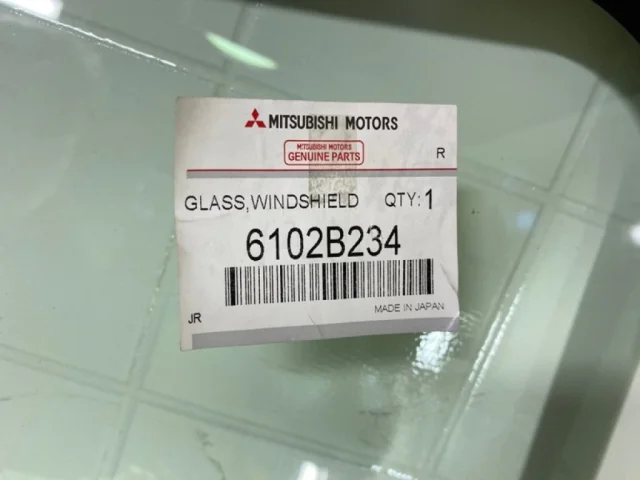 MITSUBISHI MOTORS
MITSUBISHI MOTORS
GENUINE PARTS
R
GLASS,WINDSHIELD QTY:1
6102B234
JR
MADE IN JAPAN